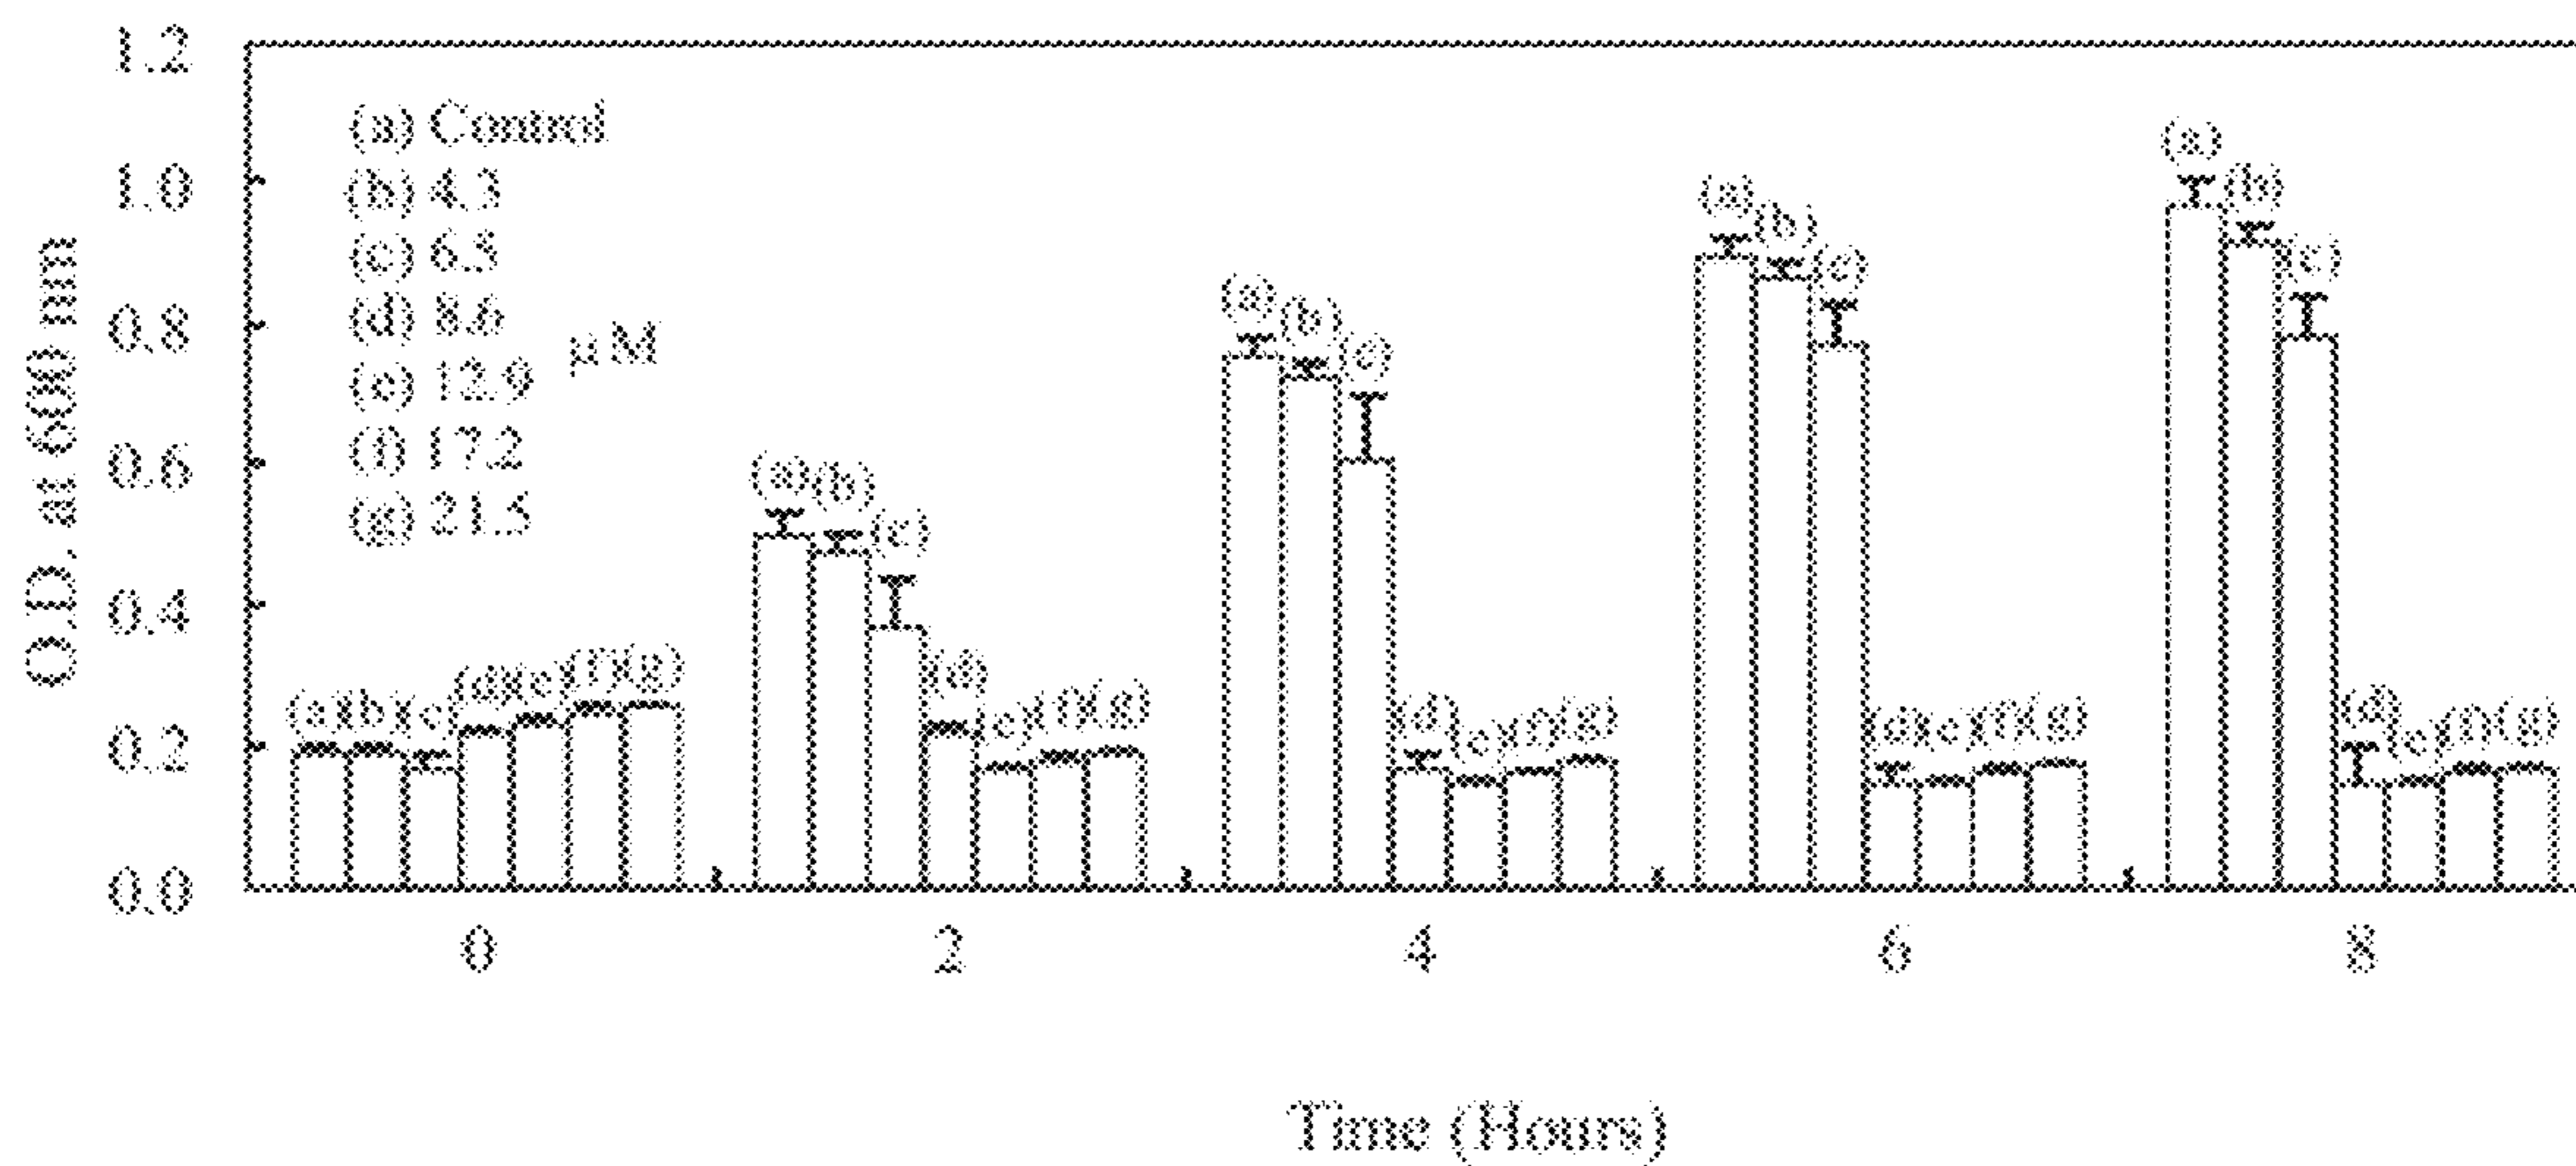 1.2
1.0
0.8
0.6
0.4
0.2
0.0
O.D. at 600 nm
(a) Control
(b) 4.3
(c) 6.5
(d) 8.6
(e) 12.9
(f) 17.2
(g) 21.5
µM
(a)(b)(c)(d)(e)(f)(g)
(a)(b)(c)(d)(e)(f)(g)
(a)(b)(c)(d)(e)(f)(g)
(a)(b)(c)(d)(e)(f)(g)
(a)(b)(c)(d)(e)(f)(g)
0 2 4 6 8
Time (Hours)